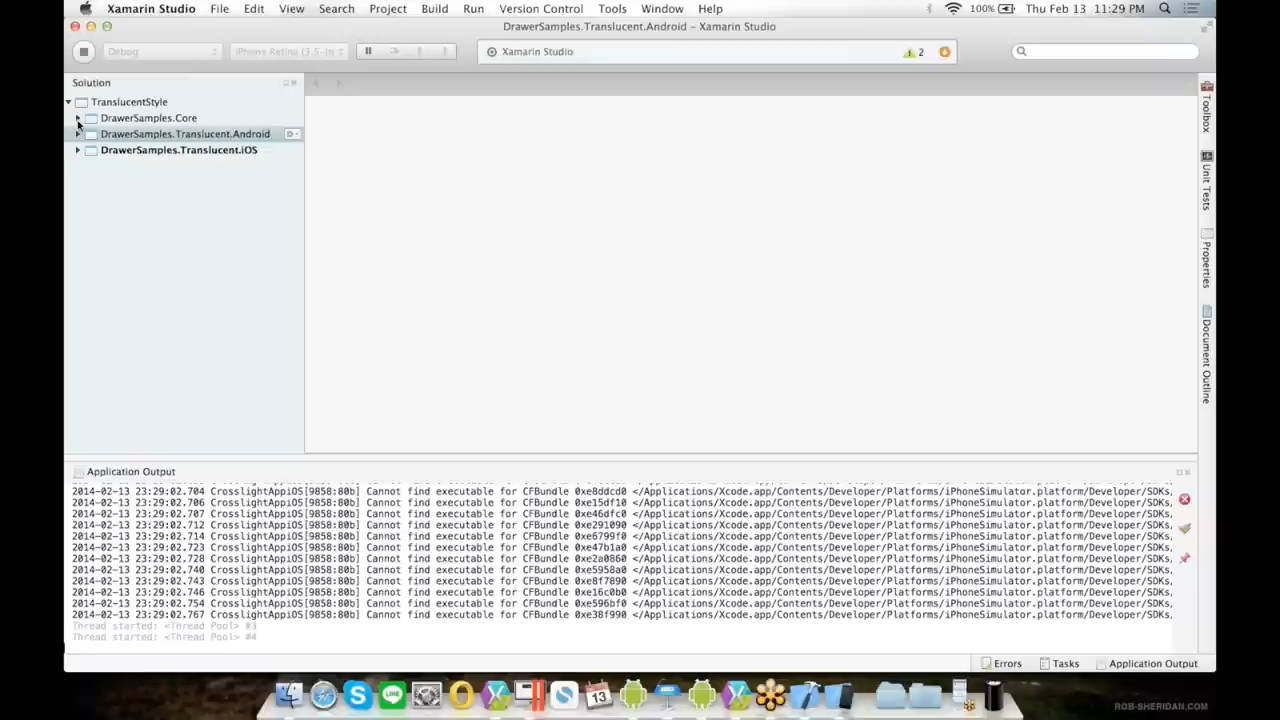 Xamarin Studio File Edit View Search Project Build Run Version Control Tools Window Help 100% Thu Feb 13 11:29 PM
DrawerSamples.Translucent.Android – Xamarin Studio
Debug iPhone Retina (3.5-in Xamarin Studio 2
Solution
TranslucentStyle
DrawerSamples.Core
DrawerSamples.Translucent.Android
DrawerSamples.Translucent.iOS
Toolbox
Unit Tests
Properties
Document Outline
Application Output
2014-02-13 23:29:02.704 CrosslightAppiOS[9858:80b] Cannot find executable for CFBundle 0xe8ddcd0 </Applications/Xcode.app/Contents/Developer/Platforms/iPhoneSimulator.platform/Developer/SDKs,
2014-02-13 23:29:02.706 CrosslightAppiOS[9858:80b] Cannot find executable for CFBundle 0xe15df10 </Applications/Xcode.app/Contents/Developer/Platforms/iPhoneSimulator.platform/Developer/SDKs,
2014-02-13 23:29:02.740 CrosslightAppiOS[9858:80b] Cannot find executable for CFBundle 0xe46dfc0 </Applications/Xcode.app/Contents/Developer/Platforms/iPhoneSimulator.platform/Developer/SDKs,
2014-02-13 23:29:02.712 CrosslightAppiOS[9858:80b] Cannot find executable for CFBundle 0xe291090 </Applications/Xcode.app/Contents/Developer/Platforms/iPhoneSimulator.platform/Developer/SDKs,
2014-02-13 23:29:02.714 CrosslightAppiOS[9858:80b] Cannot find executable for CFBundle 0xe6799f0 </Applications/Xcode.app/Contents/Developer/Platforms/iPhoneSimulator.platform/Developer/SDKs,
2014-02-13 23:29:02.723 CrosslightAppiOS[9858:80b] Cannot find executable for CFBundle 0xe47b1a0 </Applications/Xcode.app/Contents/Developer/Platforms/iPhoneSimulator.platform/Developer/SDKs,
2014-02-13 23:29:02.728 CrosslightAppiOS[9858:80b] Cannot find executable for CFBundle 0xe2a0860 </Applications/Xcode.app/Contents/Developer/Platforms/iPhoneSimulator.platform/Developer/SDKs,
2014-02-13 23:29:02.730 CrosslightAppiOS[9858:80b] Cannot find executable for CFBundle 0xe5958a0 </Applications/Xcode.app/Contents/Developer/Platforms/iPhoneSimulator.platform/Developer/SDKs,
2014-02-13 23:29:02.743 CrosslightAppiOS[9858:80b] Cannot find executable for CFBundle 0xe8f7890 </Applications/Xcode.app/Contents/Developer/Platforms/iPhoneSimulator.platform/Developer/SDKs,
2014-02-13 23:29:02.746 CrosslightAppiOS[9858:80b] Cannot find executable for CFBundle 0xe16c0b0 </Applications/Xcode.app/Contents/Developer/Platforms/iPhoneSimulator.platform/Developer/SDKs,
2014-02-13 23:29:02.754 CrosslightAppiOS[9858:80b] Cannot find executable for CFBundle 0xe596bf0 </Applications/Xcode.app/Contents/Developer/Platforms/iPhoneSimulator.platform/Developer/SDKs,
2014-02-13 23:29:02.767 CrosslightAppiOS[9858:80b] Cannot find executable for CFBundle 0xe38f990 </Applications/Xcode.app/Contents/Developer/Platforms/iPhoneSimulator.platform/Developer/SDKs,
Thread started: <Thread Pool> #3
Thread started: <Thread Pool> #4
Errors Tasks Application Output
13
ROB-SHERIDAN.COM